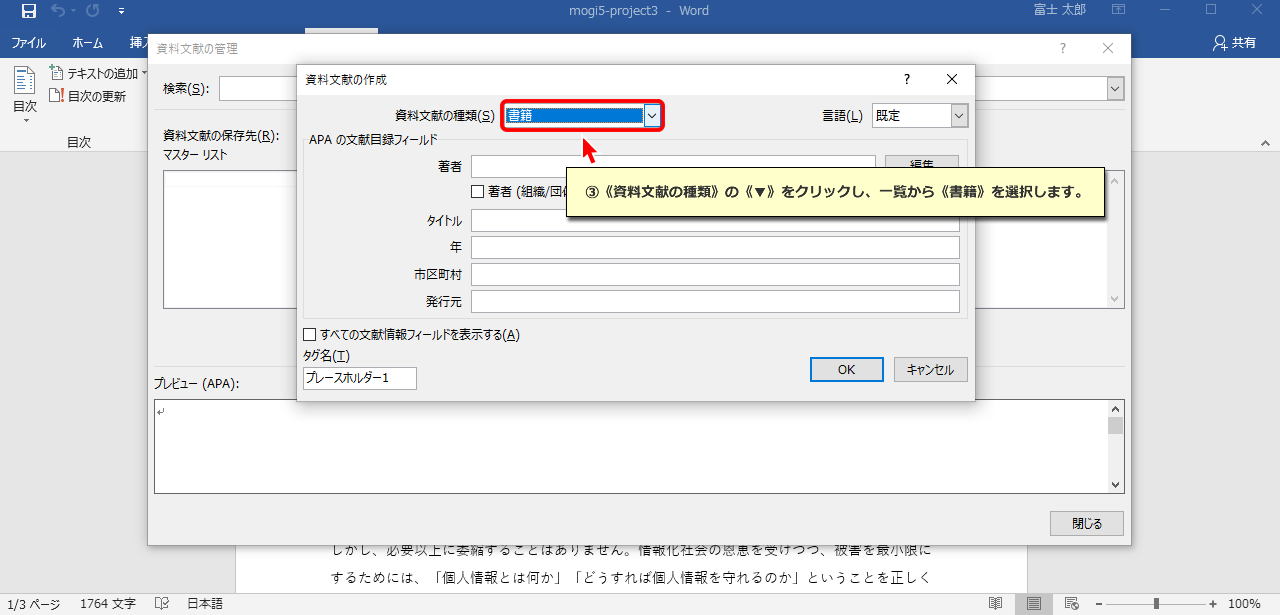 mogi5-project3 - Word
富士 太郎
ファイル
ホーム
挿入
共有
資料文献の管理
?
目次
テキストの追加
目次の更新
目次
検索(S):
資料文献の保存先(R):
マスター リスト
資料文献の作成
?
資料文献の種類(S)
書籍
言語(L)
既定
APA の文献目録フィールド
著者
編集
著者 (組織/団体
③《資料文献の種類》の《▼》をクリックし、一覧から《書籍》を選択します。
タイトル
年
市区町村
発行元
すべての文献情報フィールドを表示する(A)
タグ名(T)
プレースホルダー1
OK
キャンセル
プレビュー (APA):
↵
閉じる
しかし、必要以上に委縮することはありません。情報化社会の恩恵を受けつつ、被害を最小限に
するためには、「個人情報とは何か」「どうすれば個人情報を守れるのか」ということを正しく
1/3 ページ
1764 文字
日本語
100%